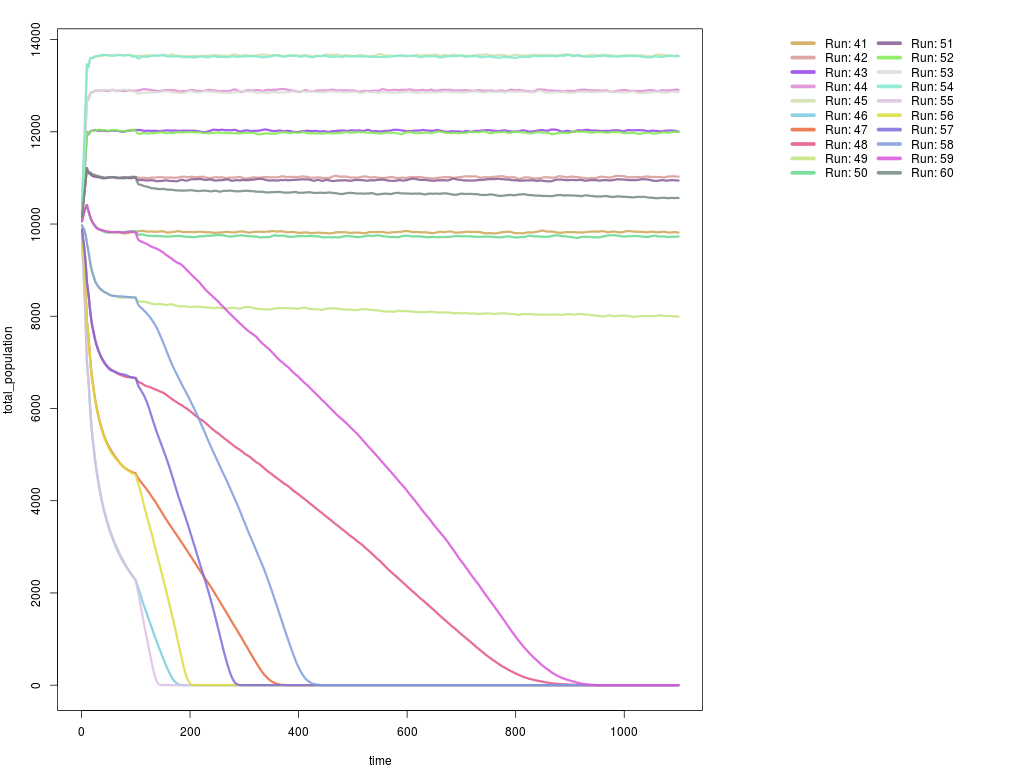 total_population
14000
12000
10000
8000
6000
4000
2000
0
0 200 400 600 800 1000
time
Run: 41 Run: 51
Run: 42 Run: 52
Run: 43 Run: 53
Run: 44 Run: 54
Run: 45 Run: 55
Run: 46 Run: 56
Run: 47 Run: 57
Run: 48 Run: 58
Run: 49 Run: 59
Run: 50 Run: 60